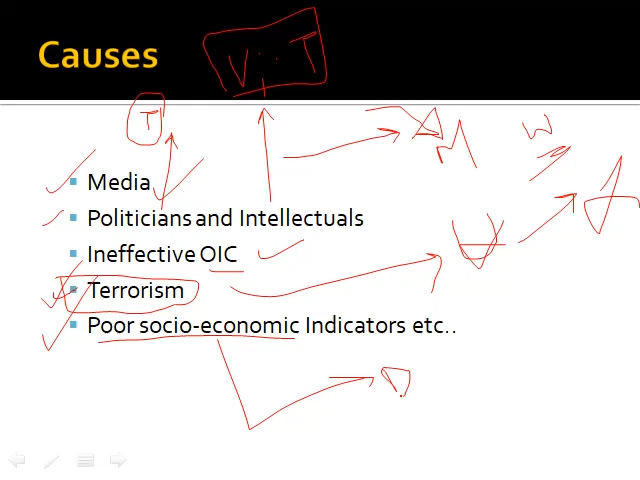 Causes
V T
T
M
W
Media
Politicians and Intellectuals
Ineffective OIC
Terrorism
Poor socio-economic Indicators etc..